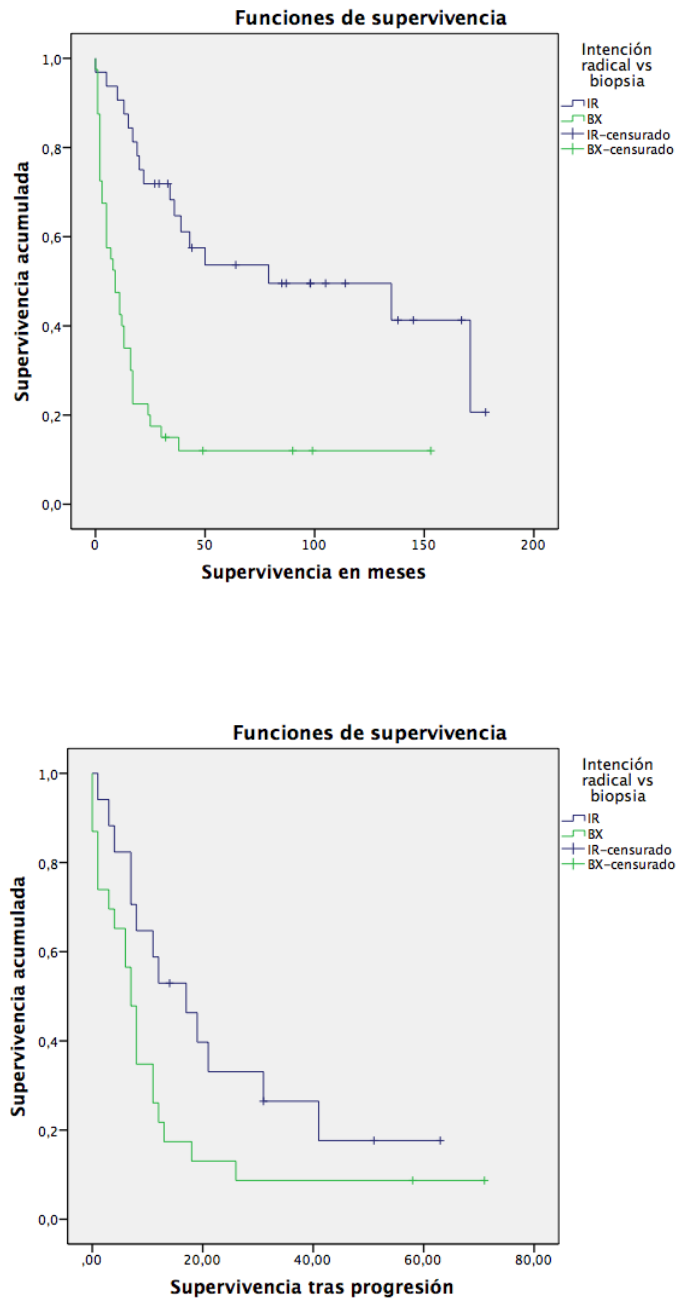 Funciones de supervivencia
Intención
radical vs
biopsia
IR
BX
IR-censurado
BX-censurado
Supervivencia acumulada
1,0
0,8
0,6
0,4
0,2
0,0
0 50 100 150 200
Supervivencia en meses
Funciones de supervivencia
Intención
radical vs
biopsia
IR
BX
IR-censurado
BX-censurado
Supervivencia acumulada
1,0
0,8
0,6
0,4
0,2
0,0
,00 20,00 40,00 60,00 80,00
Supervivencia tras progresión